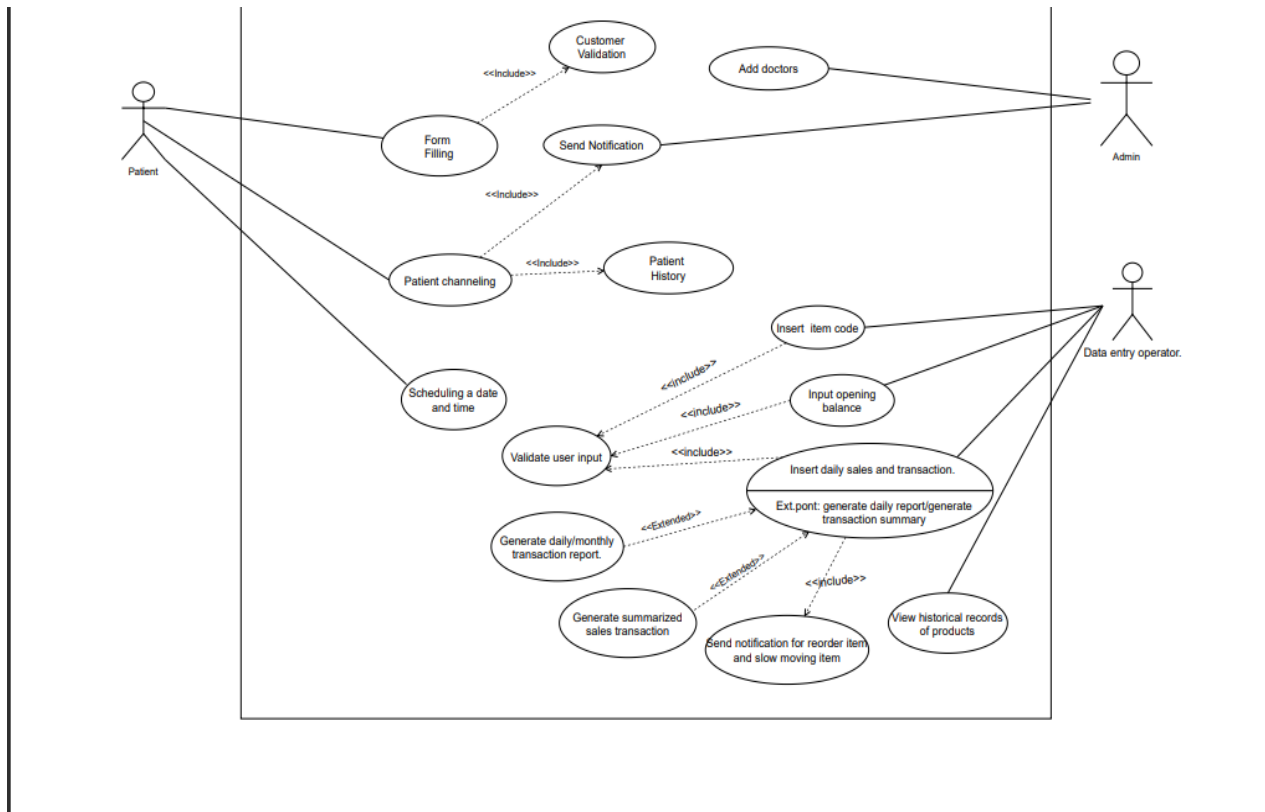 Customer
Validation
Add doctors
<<Include>>
Form
Filling
Send Notification
Patient
Admin
<<Include>>
Patient channeling
<<Include>>
Patient
History
Insert item code
Data entry operator.
<<include>>
Scheduling a date
and time
Input opening
balance
<<include>>
Validate user input
<<include>>
Insert daily sales and transaction.
Ext.pont: generate daily report/generate
transaction summary
<<Extended>>
Generate daily/monthly
transaction report.
<<Extended>>
<<include>>
Generate summarized
sales transaction
View historical records
of products
Send notification for reorder item
and slow moving item